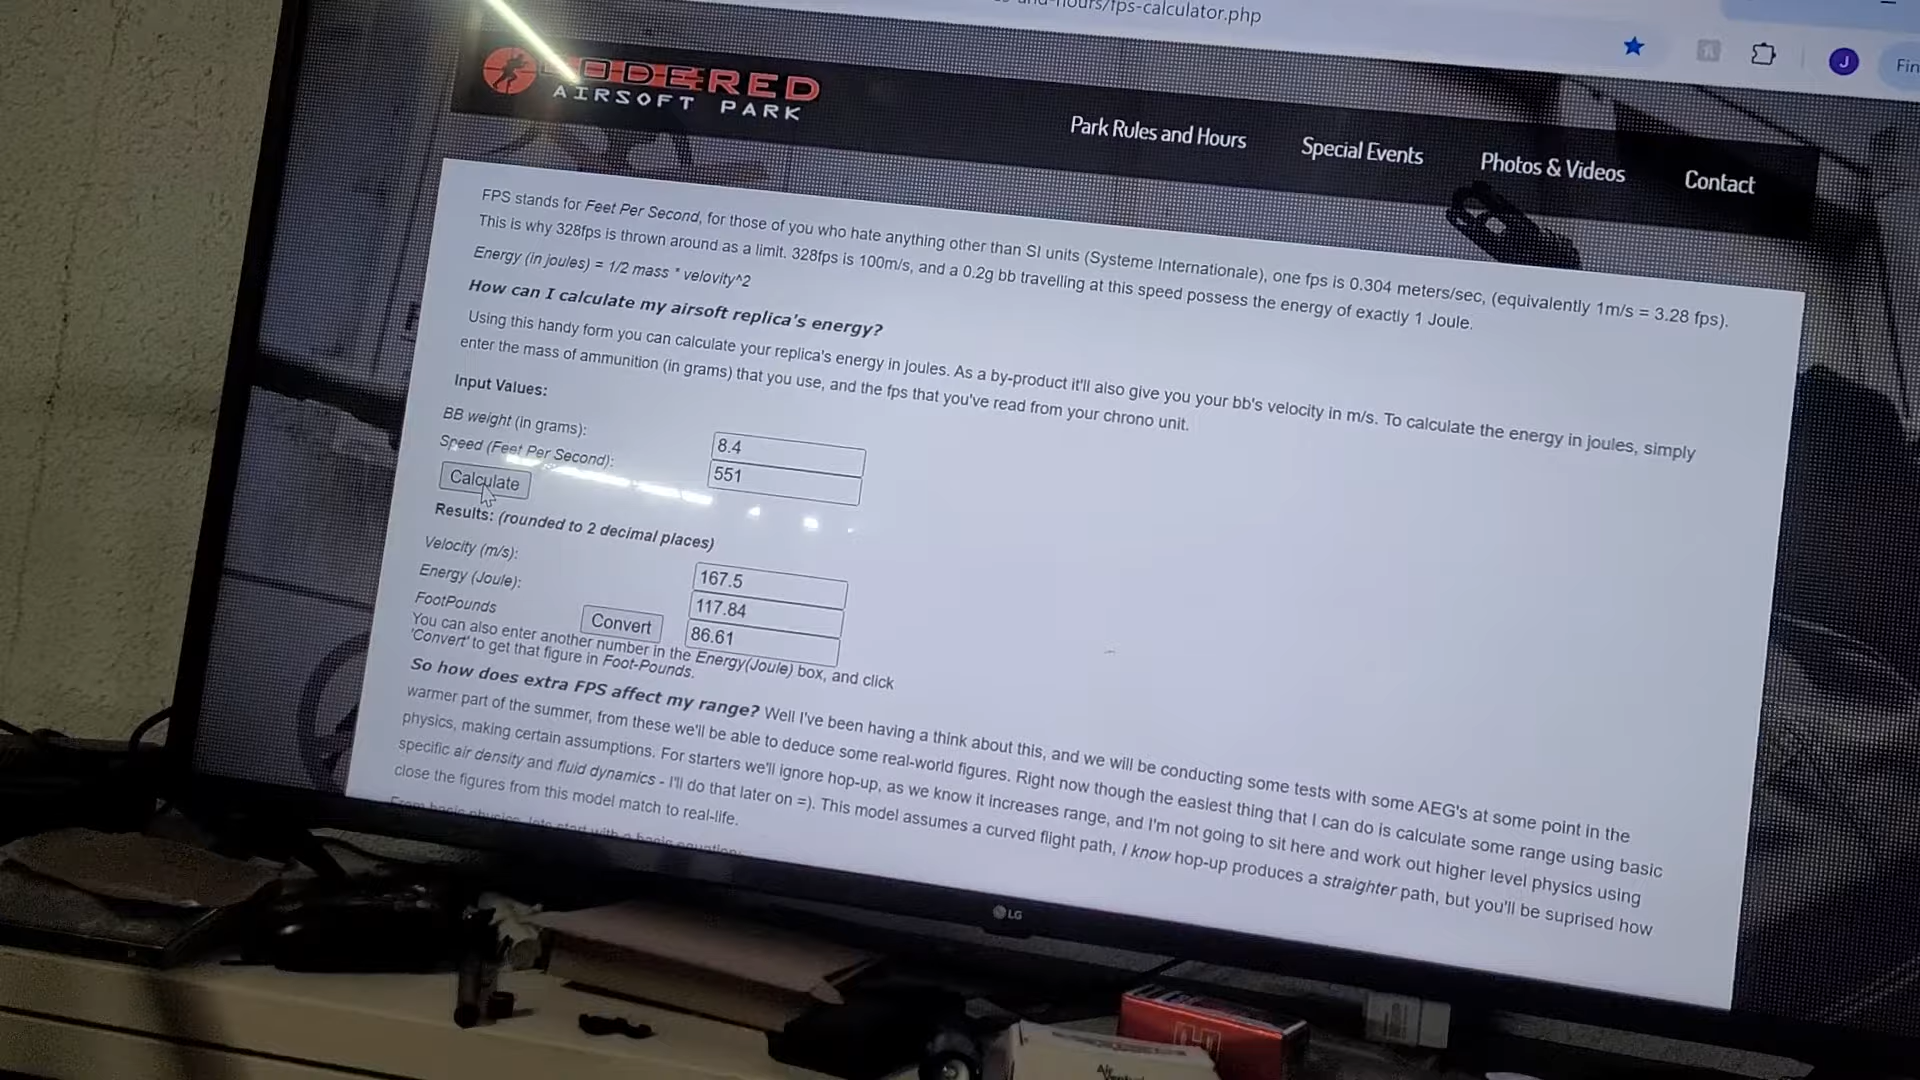 /fps-calculator.php
J
Fin
CODERED
AIRSOFT PARK
Park Rules and Hours
Special Events
Photos & Videos
Contact
FPS stands for Feet Per Second, for those of you who hate anything other than SI units (Systeme Internationale), one fps is 0.304 meters/sec, (equivalently 1m/s = 3.28 fps).
This is why 328fps is thrown around as a limit. 328fps is 100m/s, and a 0.2g bb travelling at this speed possess the energy of exactly 1 Joule.
Energy (in joules) = 1/2 mass * velovity^2
How can I calculate my airsoft replica's energy?
Using this handy form you can calculate your replica's energy in joules. As a by-product it'll also give you your bb's velocity in m/s. To calculate the energy in joules, simply
enter the mass of ammunition (in grams) that you use, and the fps that you've read from your chrono unit.
Input Values:
BB weight (in grams): 8.4
Speed (Feet Per Second): 551
Calculate
Results: (rounded to 2 decimal places)
Velocity (m/s): 167.5
Energy (Joule): 117.84
FootPounds Convert 86.61
You can also enter another number in the Energy(Joule) box, and click
'Convert' to get that figure in Foot-Pounds.
So how does extra FPS affect my range? Well I've been having a think about this, and we will be conducting some tests with some AEG's at some point in the
warmer part of the summer, from these we'll be able to deduce some real-world figures. Right now though the easiest thing that I can do is calculate some range using basic
physics, making certain assumptions. For starters we'll ignore hop-up, as we know it increases range, and I'm not going to sit here and work out higher level physics using
specific air density and fluid dynamics - I'll do that later on =). This model assumes a curved flight path, I know hop-up produces a straighter path, but you'll be suprised how
close the figures from this model match to real-life.
From basic physics, lets start with a basic equation:
LG